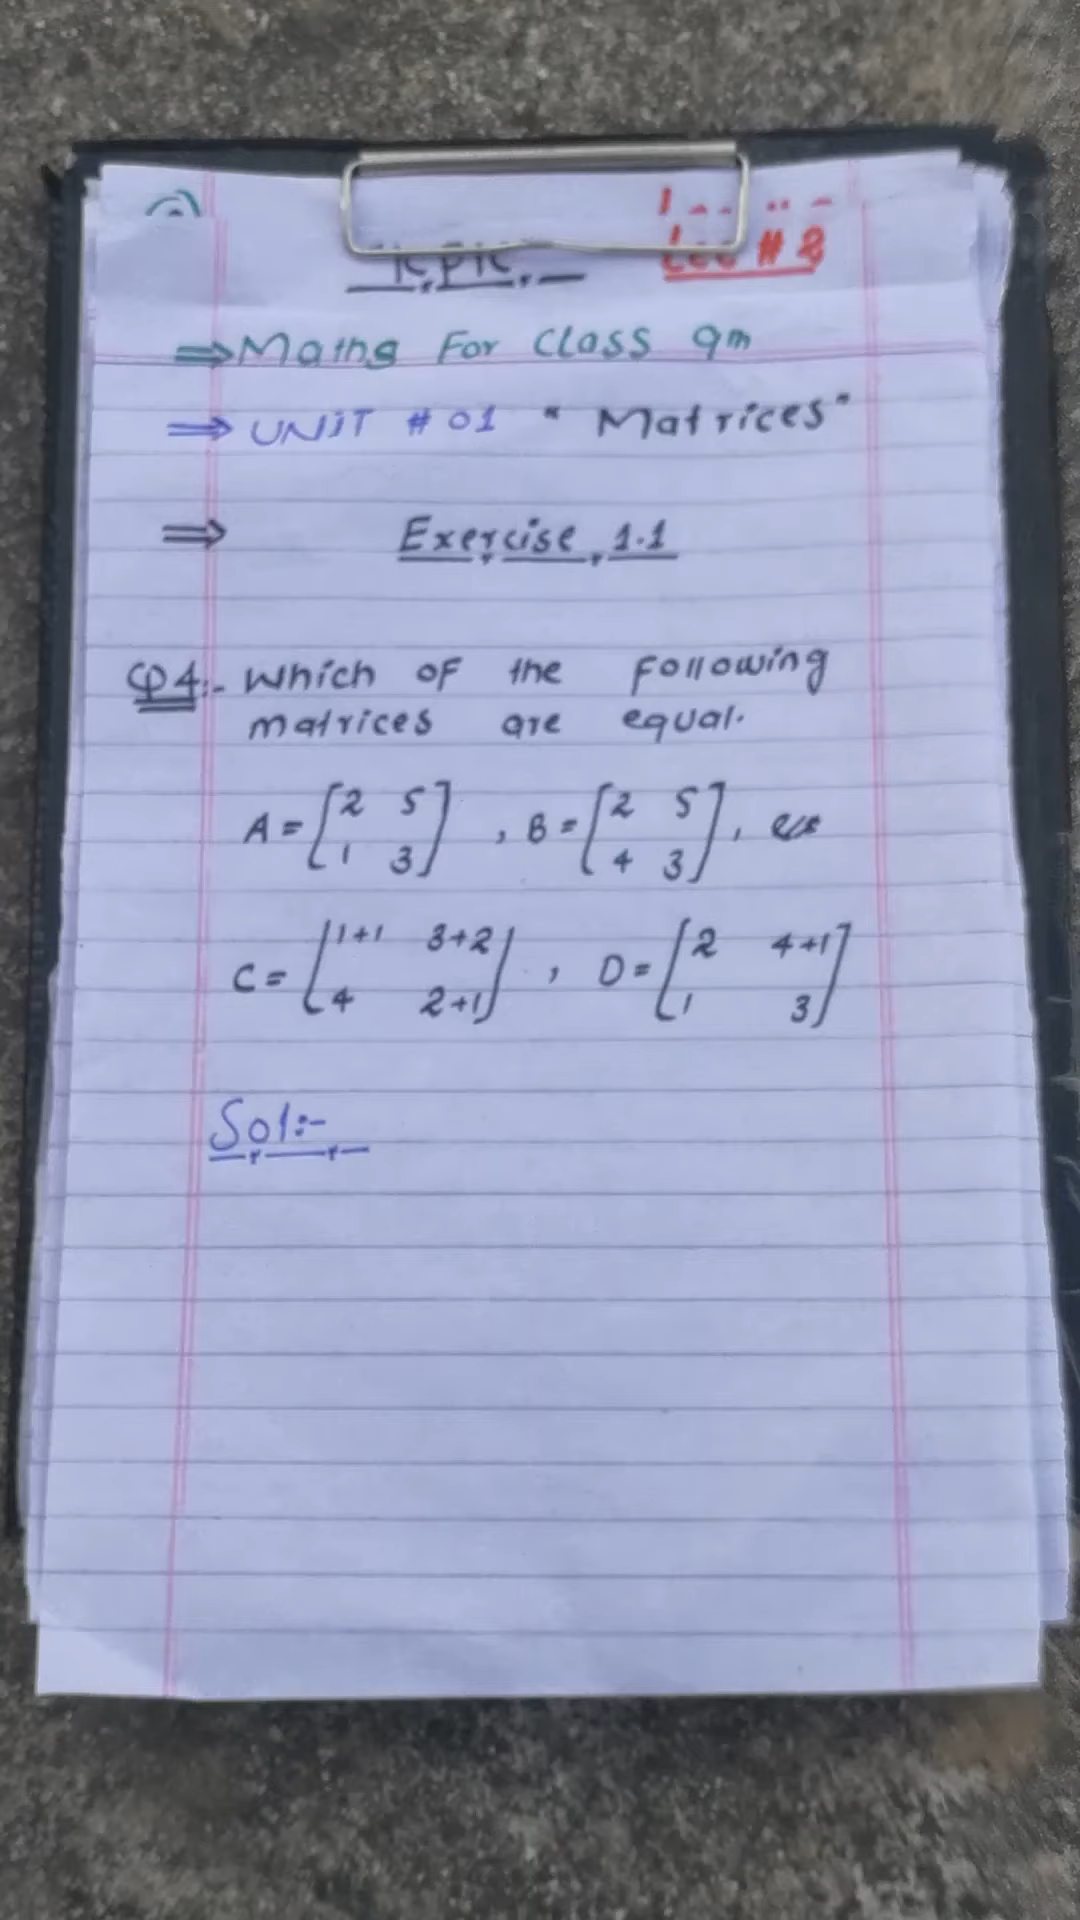 Topic
Lec # 8
⇒ Maths For Class 9th
⇒ UNIT # 01 " Matrices"
⇒ Exercise 1.1
Q4:- which of the following
matrices are equal.
A = [2 5
1 3] , B = [2 5
4 3] ,
C = [1+1 3+2
4 2+1] , D = [2 4+1
1 3]
Sol:-